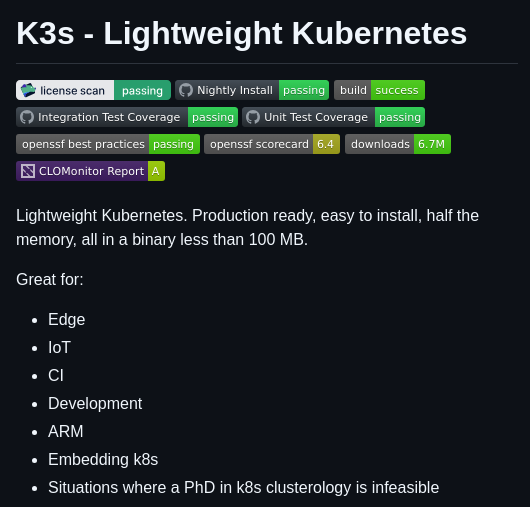 K3s - Lightweight Kubernetes
license scan passing Nightly Install passing build success
Integration Test Coverage passing Unit Test Coverage passing
openssf best practices passing openssf scorecard 6.4 downloads 6.7M
CLOMonitor Report A
Lightweight Kubernetes. Production ready, easy to install, half the
memory, all in a binary less than 100 MB.
Great for:
• Edge
• IoT
• CI
• Development
• ARM
• Embedding k8s
• Situations where a PhD in k8s clusterology is infeasible